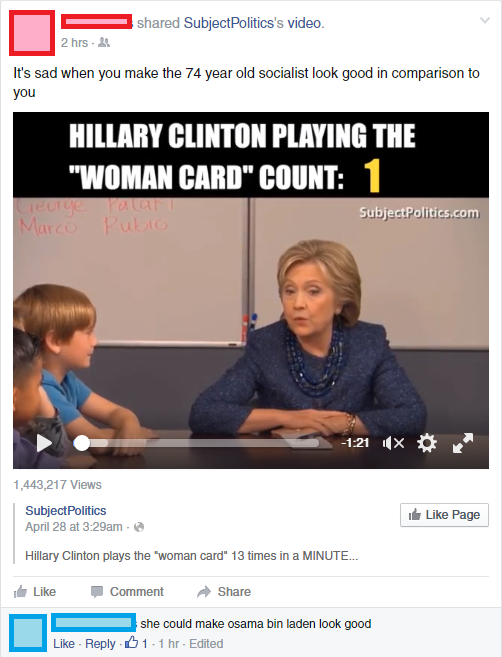 shared SubjectPolitics's video.
2 hrs ·
It's sad when you make the 74 year old socialist look good in comparison to
you
HILLARY CLINTON PLAYING THE
"WOMAN CARD" COUNT: 1
SubjectPolitics.com
George Pataki
Marco Rubio
-1:21
1,443,217 Views
SubjectPolitics
April 28 at 3:29am ·
Like Page
Hillary Clinton plays the "woman card" 13 times in a MINUTE...
Like Comment Share
she could make osama bin laden look good
Like · Reply · 1 · 1 hr · Edited